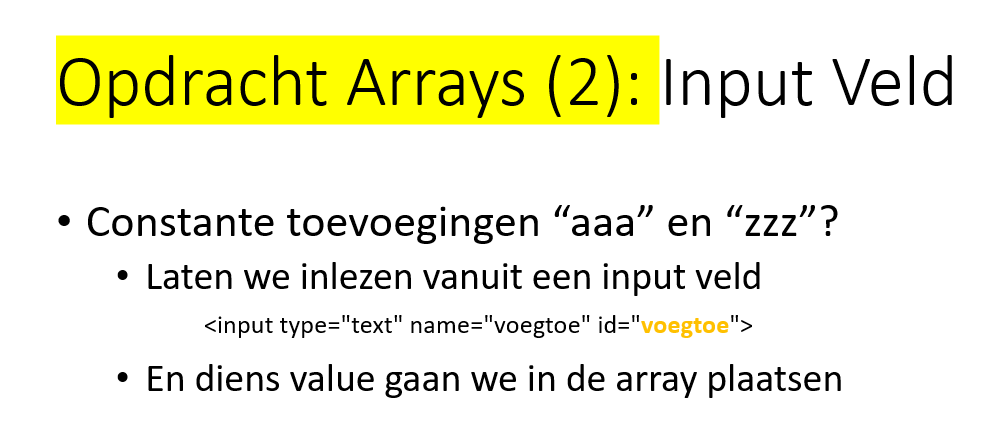 Opdracht Arrays (2): Input Veld
• Constante toevoegingen “aaa” en “zzz”?
• Laten we inlezen vanuit een input veld
<input type="text" name="voegtoe" id="voegtoe">
• En diens value gaan we in de array plaatsen